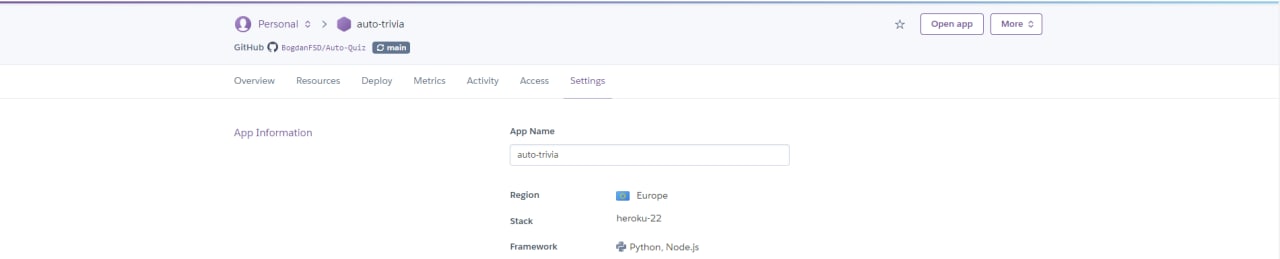 Personal > auto-trivia
Open app
More
GitHub BogdanFSD/Auto-Quiz main
Overview Resources Deploy Metrics Activity Access Settings
App Information
App Name
auto-trivia
Region Europe
Stack heroku-22
Framework Python, Node.js